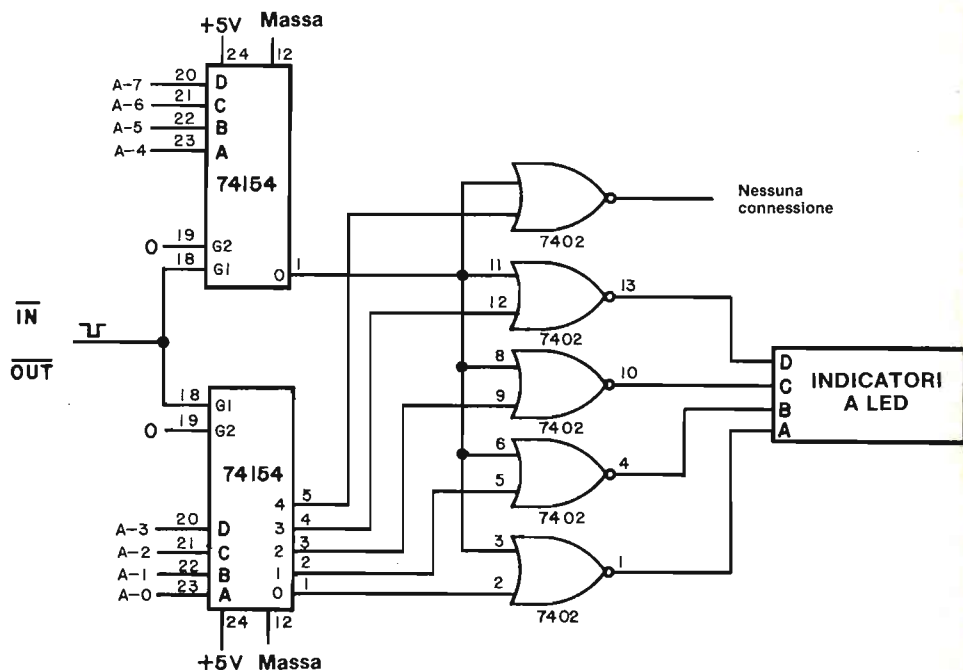 +5V Massa
24 12
A-7 20 D
A-6 21 C
A-5 22 B
A-4 23 A
74154
0 19 G2
18 G1
0 1
Nessuna
connessione
7402
11
12
13
7402
IN
OUT
8
9
10
7402
D
C
B
A
INDICATORI
A LED
18 G1
0 19 G2
74154
6
5
4
7402
4 5
3 4
2 3
1 2
0 1
A-3 20 D
A-2 21 C
A-1 22 B
A-0 23 A
3
2
1
7402
24 12
+5V Massa